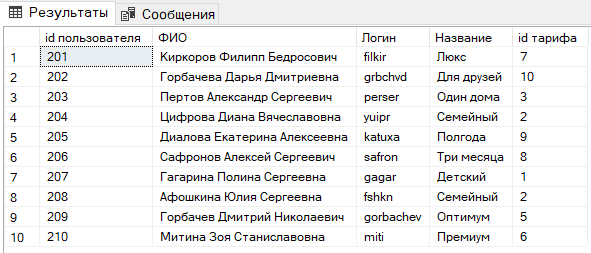 Результаты Сообщения
id пользователя ФИО Логин Название id тарифа
1 201 Киркоров Филипп Бедросович filkir Люкс 7
2 202 Горбачева Дарья Дмитриевна grbchvd Для друзей 10
3 203 Пертов Александр Сергеевич perser Один дома 3
4 204 Цифрова Диана Вячеславовна yuipr Семейный 2
5 205 Диалова Екатерина Алексеевна katuxa Полгода 9
6 206 Сафронов Алексей Сергеевич safron Три месяца 8
7 207 Гагарина Полина Сергеевна gagar Детский 1
8 208 Афошкина Юлия Сергеевна fshkn Семейный 2
9 209 Горбачев Дмитрий Николаевич gorbachev Оптимум 5
10 210 Митина Зоя Станиславовна miti Премиум 6